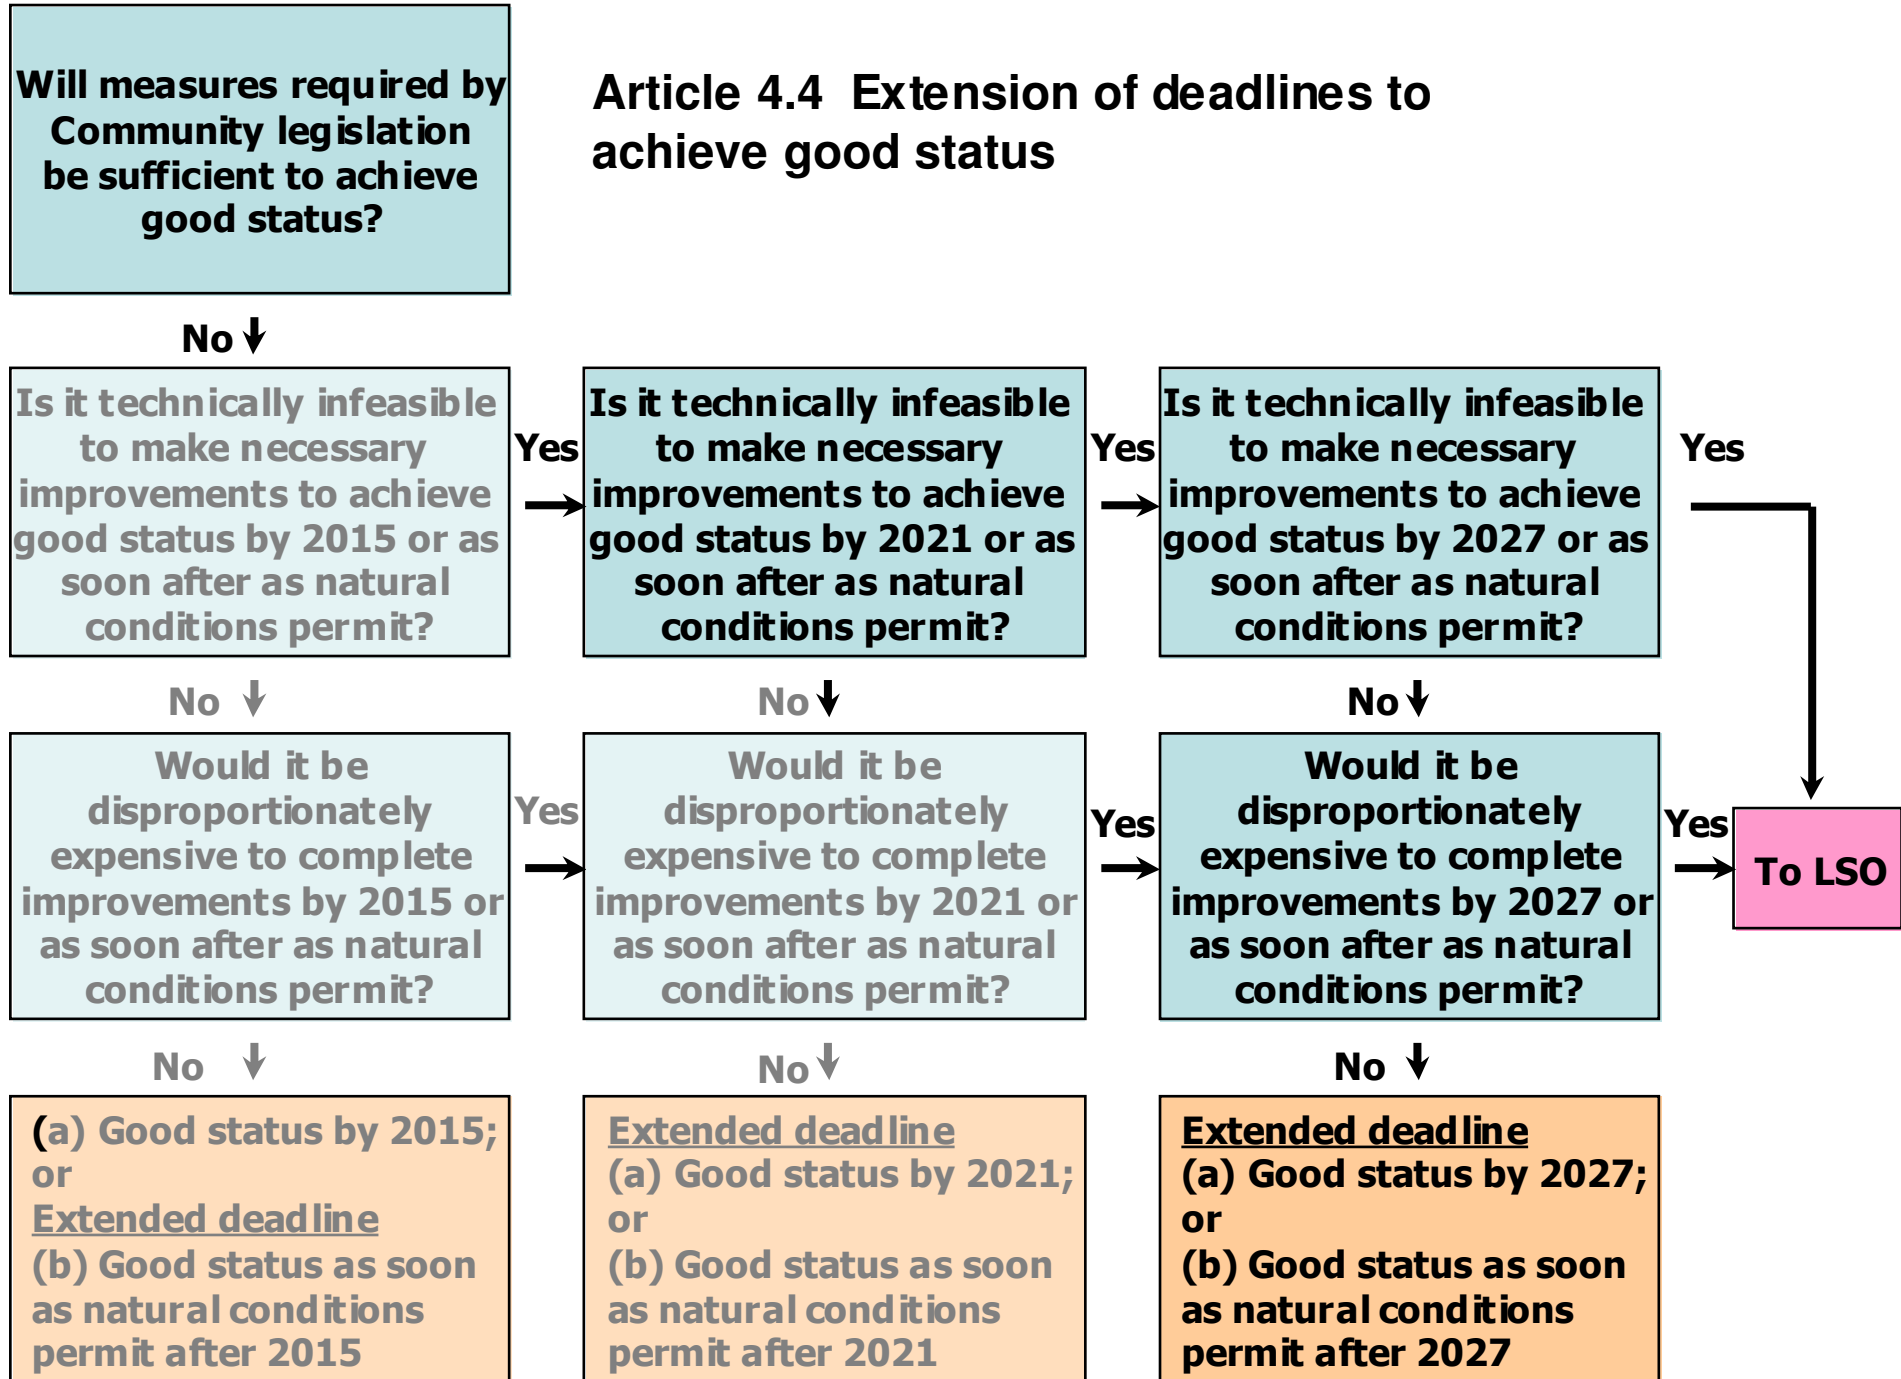 Will measures required by
Community legislation
be sufficient to achieve
good status?
Article 4.4 Extension of deadlines to
achieve good status
No
Is it technically infeasible
to make necessary
improvements to achieve
good status by 2015 or as
soon after as natural
conditions permit?
Yes
Is it technically infeasible
to make necessary
improvements to achieve
good status by 2021 or as
soon after as natural
conditions permit?
Yes
Is it technically infeasible
to make necessary
improvements to achieve
good status by 2027 or as
soon after as natural
conditions permit?
Yes
No
No
No
Would it be
disproportionately
expensive to complete
improvements by 2015 or
as soon after as natural
conditions permit?
Yes
Would it be
disproportionately
expensive to complete
improvements by 2021 or
as soon after as natural
conditions permit?
Yes
Would it be
disproportionately
expensive to complete
improvements by 2027 or
as soon after as natural
conditions permit?
Yes
To LSO
No
No
No
(a) Good status by 2015;
or
Extended deadline
(b) Good status as soon
as natural conditions
permit after 2015
Extended deadline
(a) Good status by 2021;
or
(b) Good status as soon
as natural conditions
permit after 2021
Extended deadline
(a) Good status by 2027;
or
(b) Good status as soon
as natural conditions
permit after 2027